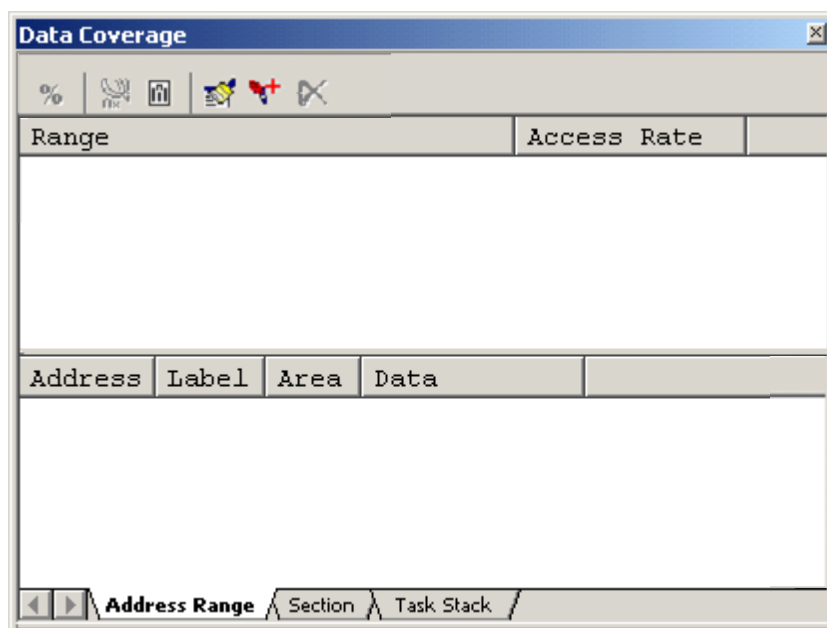 Data Coverage
%
Range Access Rate
Address Label Area Data
Address Range Section Task Stack